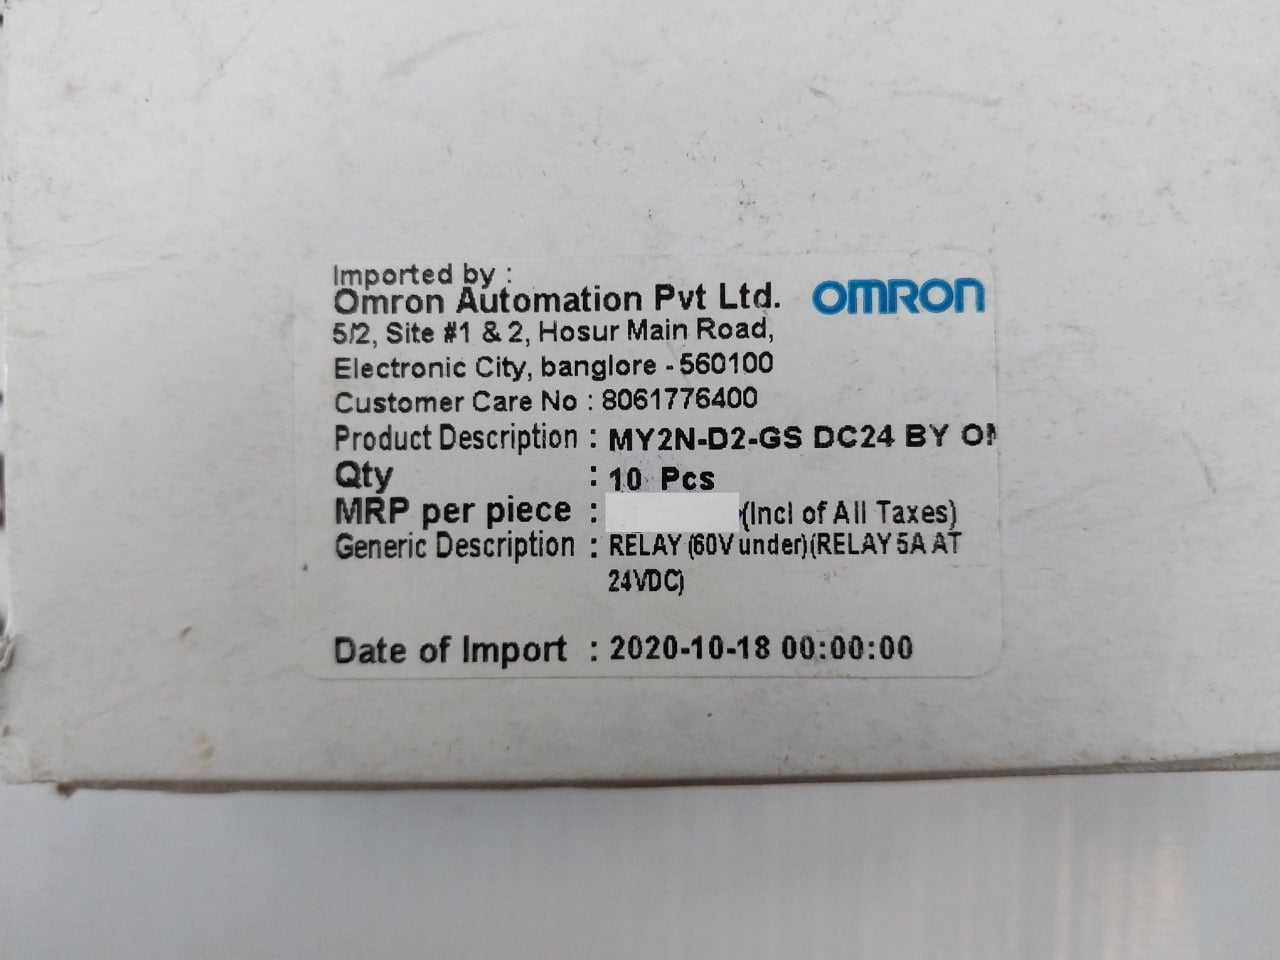 Imported by :
Omron Automation Pvt Ltd. OMRON
5/2, Site #1 & 2, Hosur Main Road,
Electronic City, banglore - 560100
Customer Care No : 8061776400
Product Description : MY2N-D2-GS DC24 BY
Qty : 10 Pcs
MRP per piece : (Incl of All Taxes)
Generic Description : RELAY (60V under)(RELAY 5A AT
24VDC)
Date of Import : 2020-10-18 00:00:00